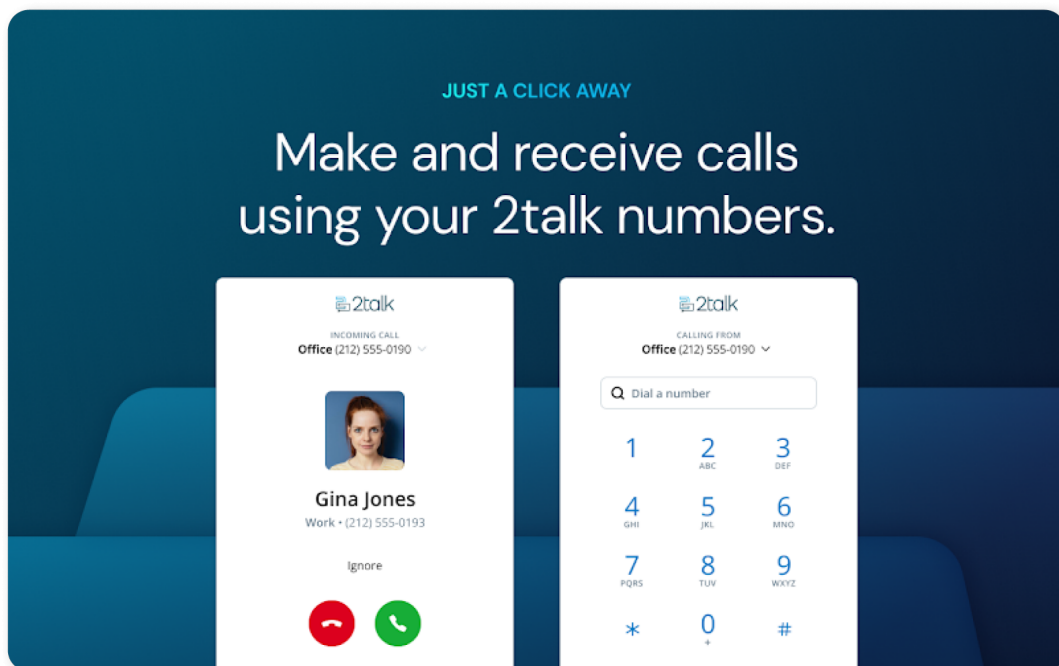 JUST A CLICK AWAY
Make and receive calls
using your 2talk numbers.
2talk
INCOMING CALL
Office (212) 555-0190
Gina Jones
Work • (212) 555-0193
Ignore
2talk
CALLING FROM
Office (212) 555-0190
Dial a number
1 2 3
ABC DEF
4 5 6
GHI JKL MNO
7 8 9
PQRS TUV WXYZ
* 0 #
+